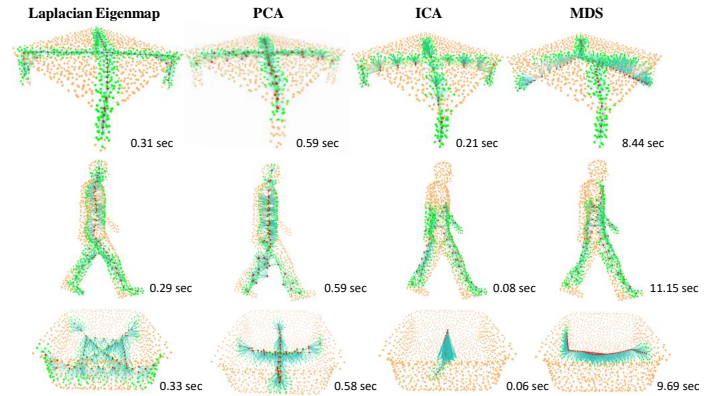 Laplacian Eigenmap PCA ICA MDS
0.31 sec 0.59 sec 0.21 sec 8.44 sec
0.29 sec 0.59 sec 0.08 sec 11.15 sec
0.33 sec 0.58 sec 0.06 sec 9.69 sec